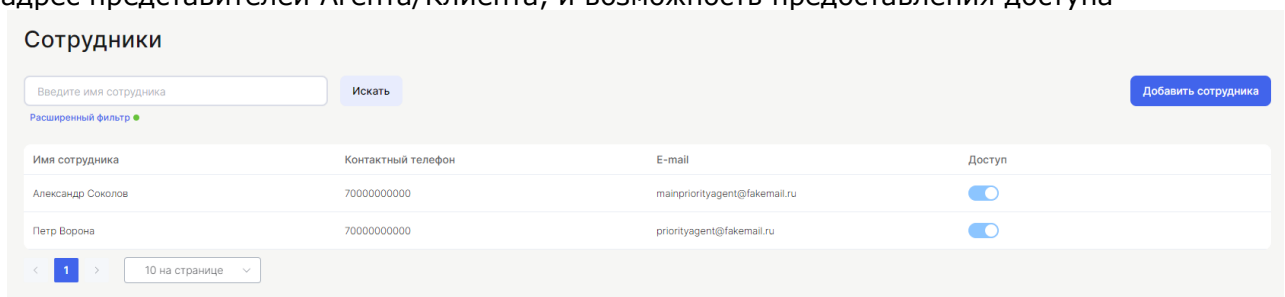 адрес представителей Агента/Клиента, и возможность предоставления доступа
Сотрудники
Введите имя сотрудника Искать Добавить сотрудника
Расширенный фильтр
Имя сотрудника Контактный телефон E-mail Доступ
Александр Соколов 70000000000 mainpriorityagent@fakemail.ru
Петр Ворона 70000000000 priorityagent@fakemail.ru
< 1 > 10 на странице